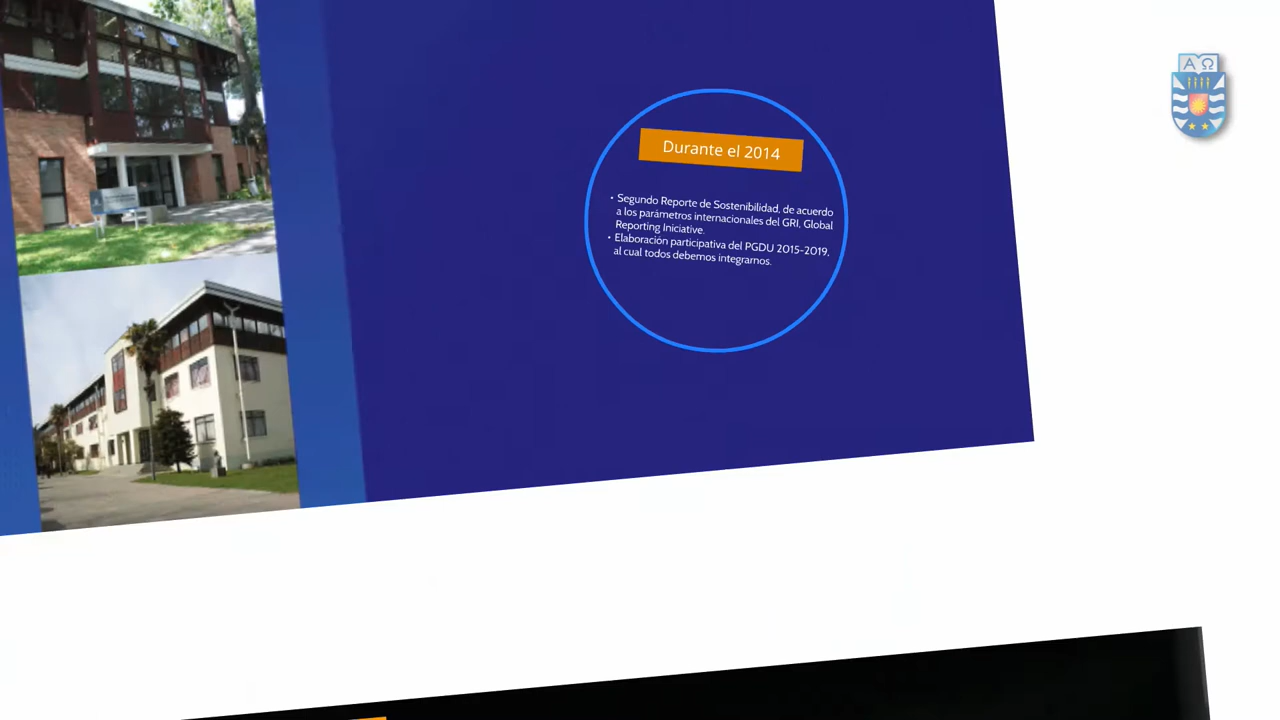 Durante el 2014
• Segundo Reporte de Sostenibilidad, de acuerdo
a los parámetros internacionales del GRI, Global
Reporting Iniciative.
• Elaboración participativa del PGDU 2015-2019,
al cual todos debemos integrarnos.
ΑΩ